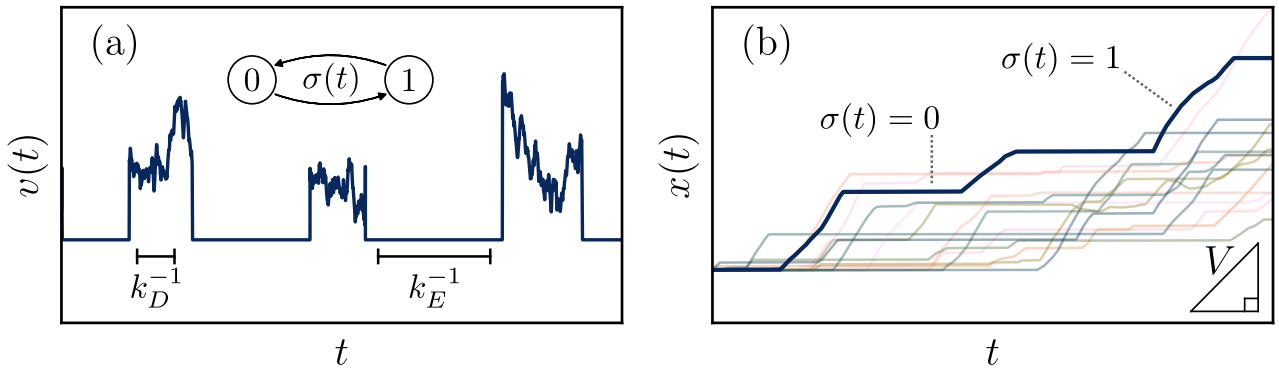 (a)
0
σ(t)
1
v(t)
k_D^{-1}
k_E^{-1}
t
(b)
σ(t) = 1
σ(t) = 0
x(t)
V
t